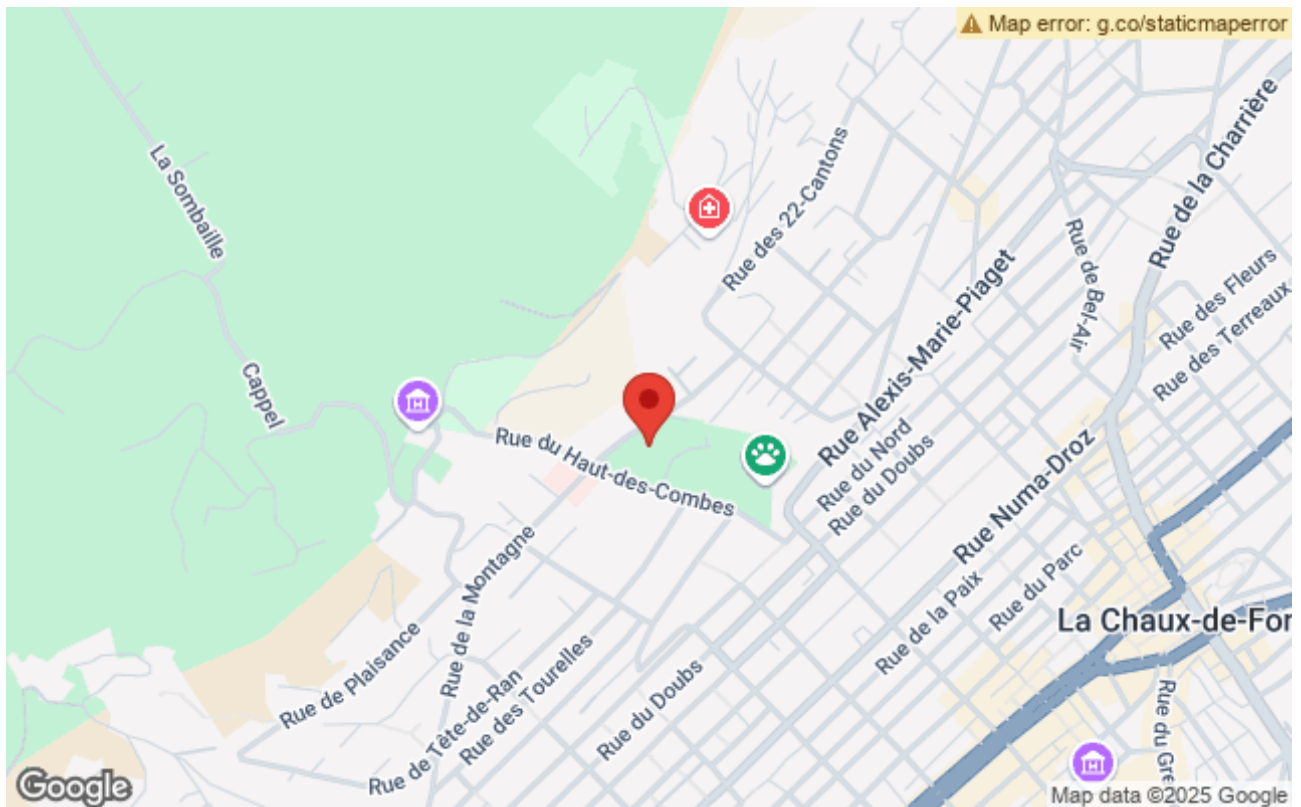 Map error: g.co/staticmaperror
La Sombaille
Rue des 22-Cantons
Rue de la Charrière
Rue de Bel-Air
Rue des Fleurs
Rue des Terreaux
Rue Alexis-Marie-Piaget
Cappel
Rue du Haut-des-Combes
Rue du Nord
Rue du Doubs
Rue Numa-Droz
Rue du Parc
Rue de la Paix
La Chaux-de-For
Rue de la Montagne
Rue de Plaisance
Rue de Tête-de-Ran
Rue des Tourelles
Rue du Doubs
Rue du Gre
H
H
Google
Map data ©2025 Google